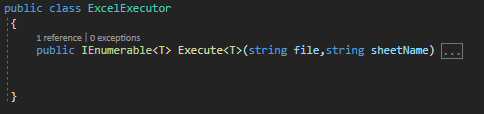 public class ExcelExecutor
{
1 reference | 0 exceptions
public IEnumerable<T> Execute<T>(string file,string sheetName) ...
}